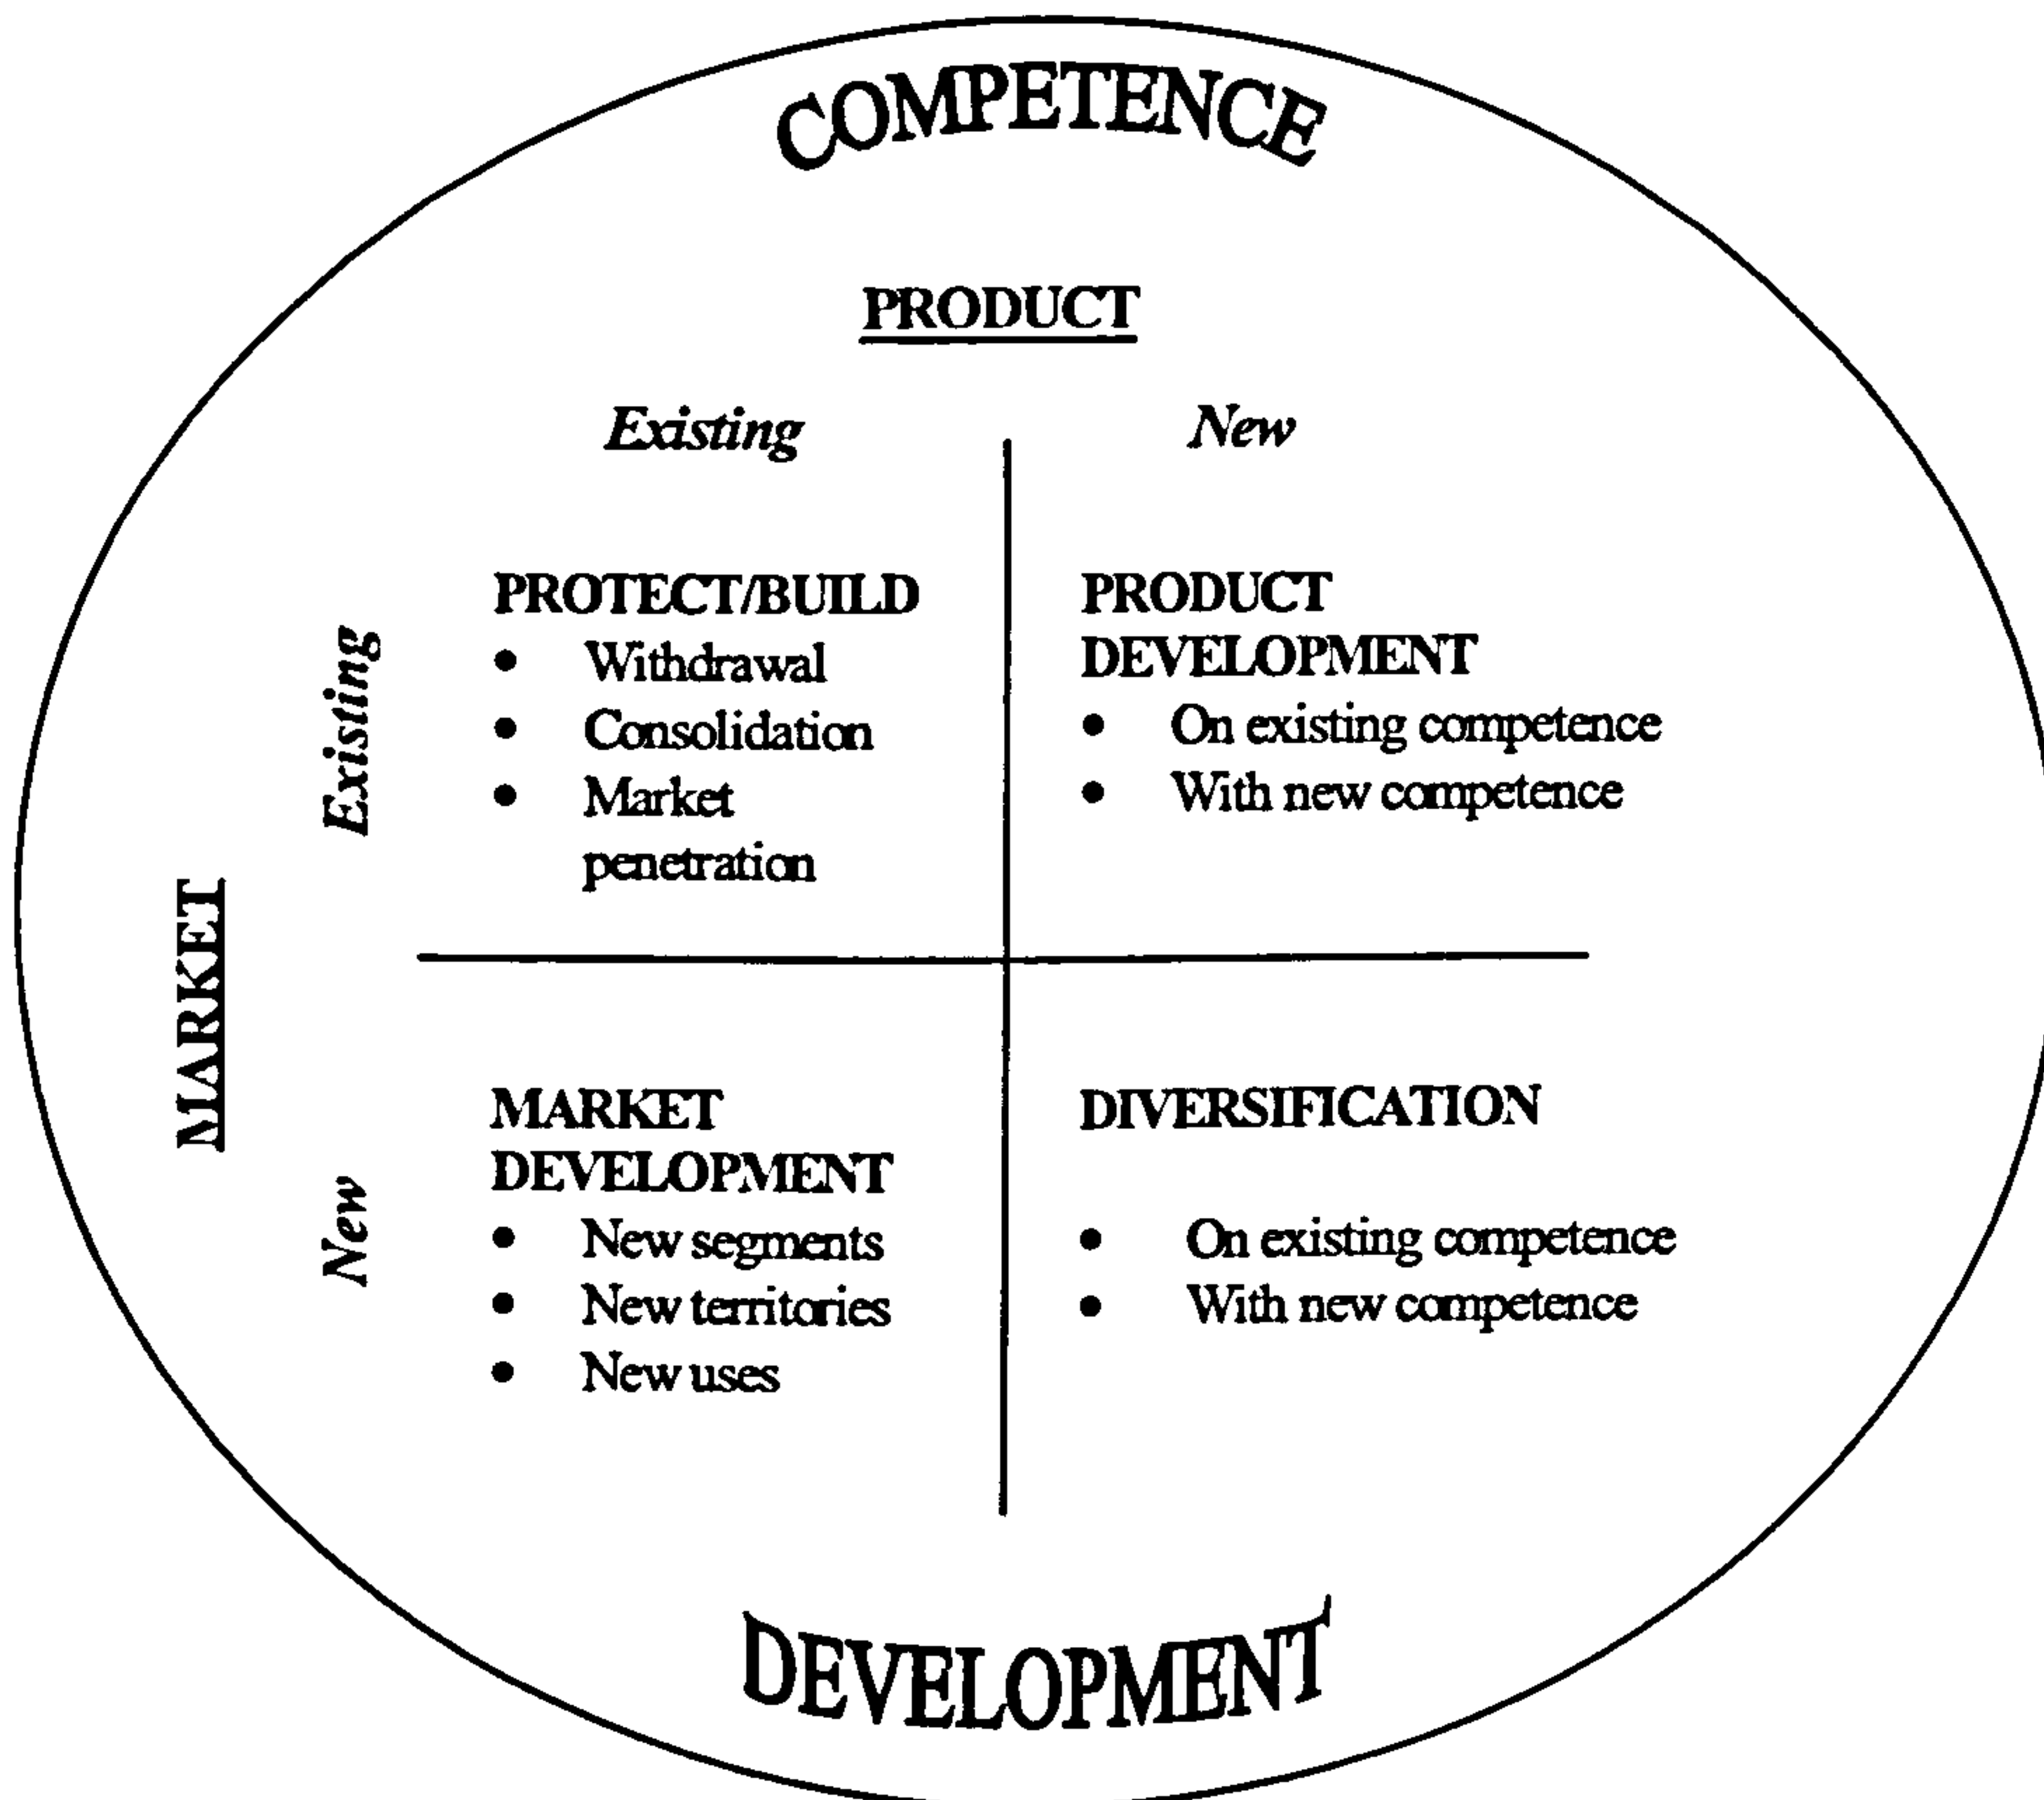 COMPETENCE
PRODUCT
Existing New
Existing
PROTECT/BUILD
• Withdrawal
• Consolidation
• Market
penetration
PRODUCT
DEVELOPMENT
• On existing competence
• With new competence
MARKET
New
MARKET
DEVELOPMENT
• New segments
• New territories
• New uses
DIVERSIFICATION
• On existing competence
• With new competence
DEVELOPMENT